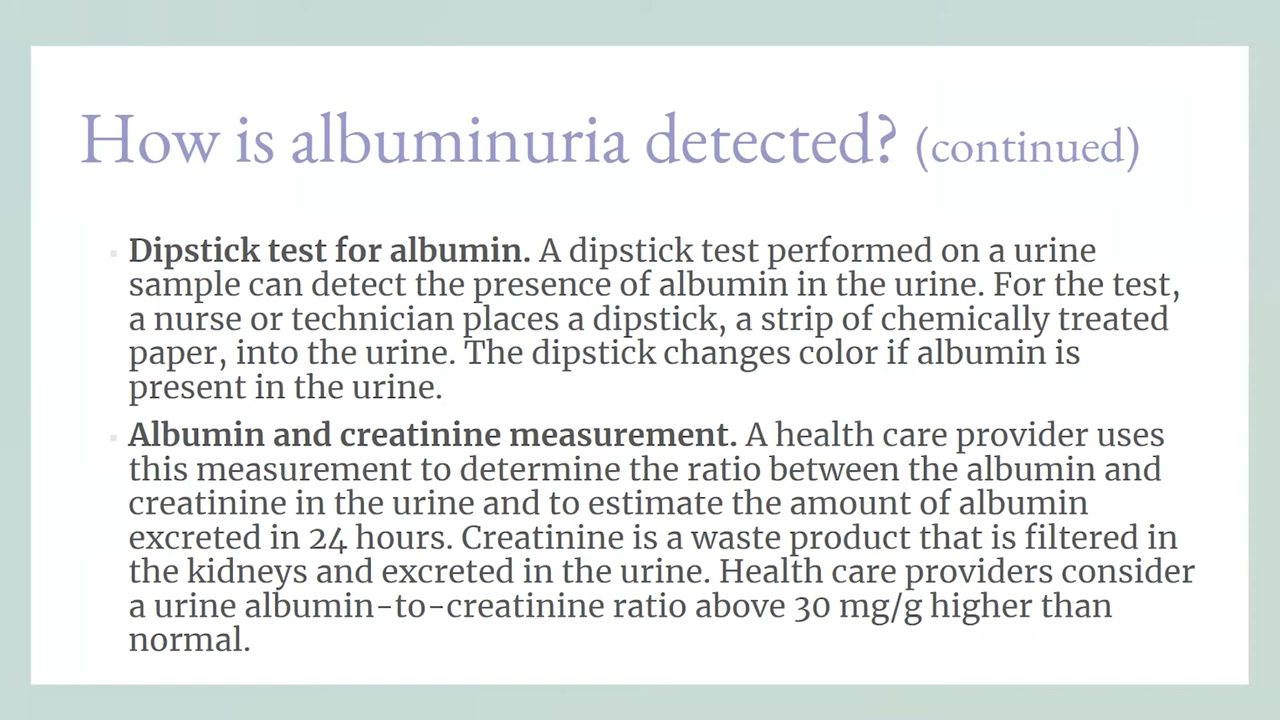 How is albuminuria detected? (continued)
Dipstick test for albumin. A dipstick test performed on a urine
sample can detect the presence of albumin in the urine. For the test,
a nurse or technician places a dipstick, a strip of chemically treated
paper, into the urine. The dipstick changes color if albumin is
present in the urine.
Albumin and creatinine measurement. A health care provider uses
this measurement to determine the ratio between the albumin and
creatinine in the urine and to estimate the amount of albumin
excreted in 24 hours. Creatinine is a waste product that is filtered in
the kidneys and excreted in the urine. Health care providers consider
a urine albumin-to-creatinine ratio above 30 mg/g higher than
normal.